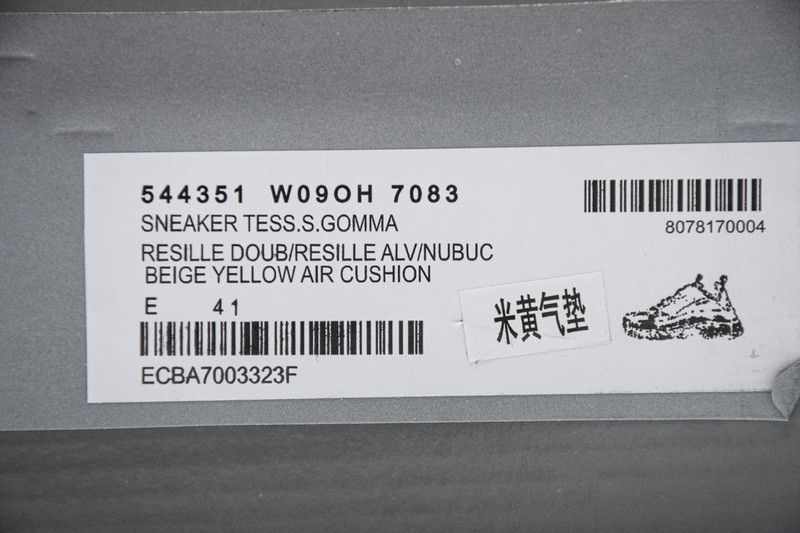 544351 W09OH 7083
8078170004
SNEAKER TESS.S.GOMMA
RESILLE DOUB/RESILLE ALV/NUBUC
BEIGE YELLOW AIR CUSHION
E 41
米黄气垫
ECBA7003323F